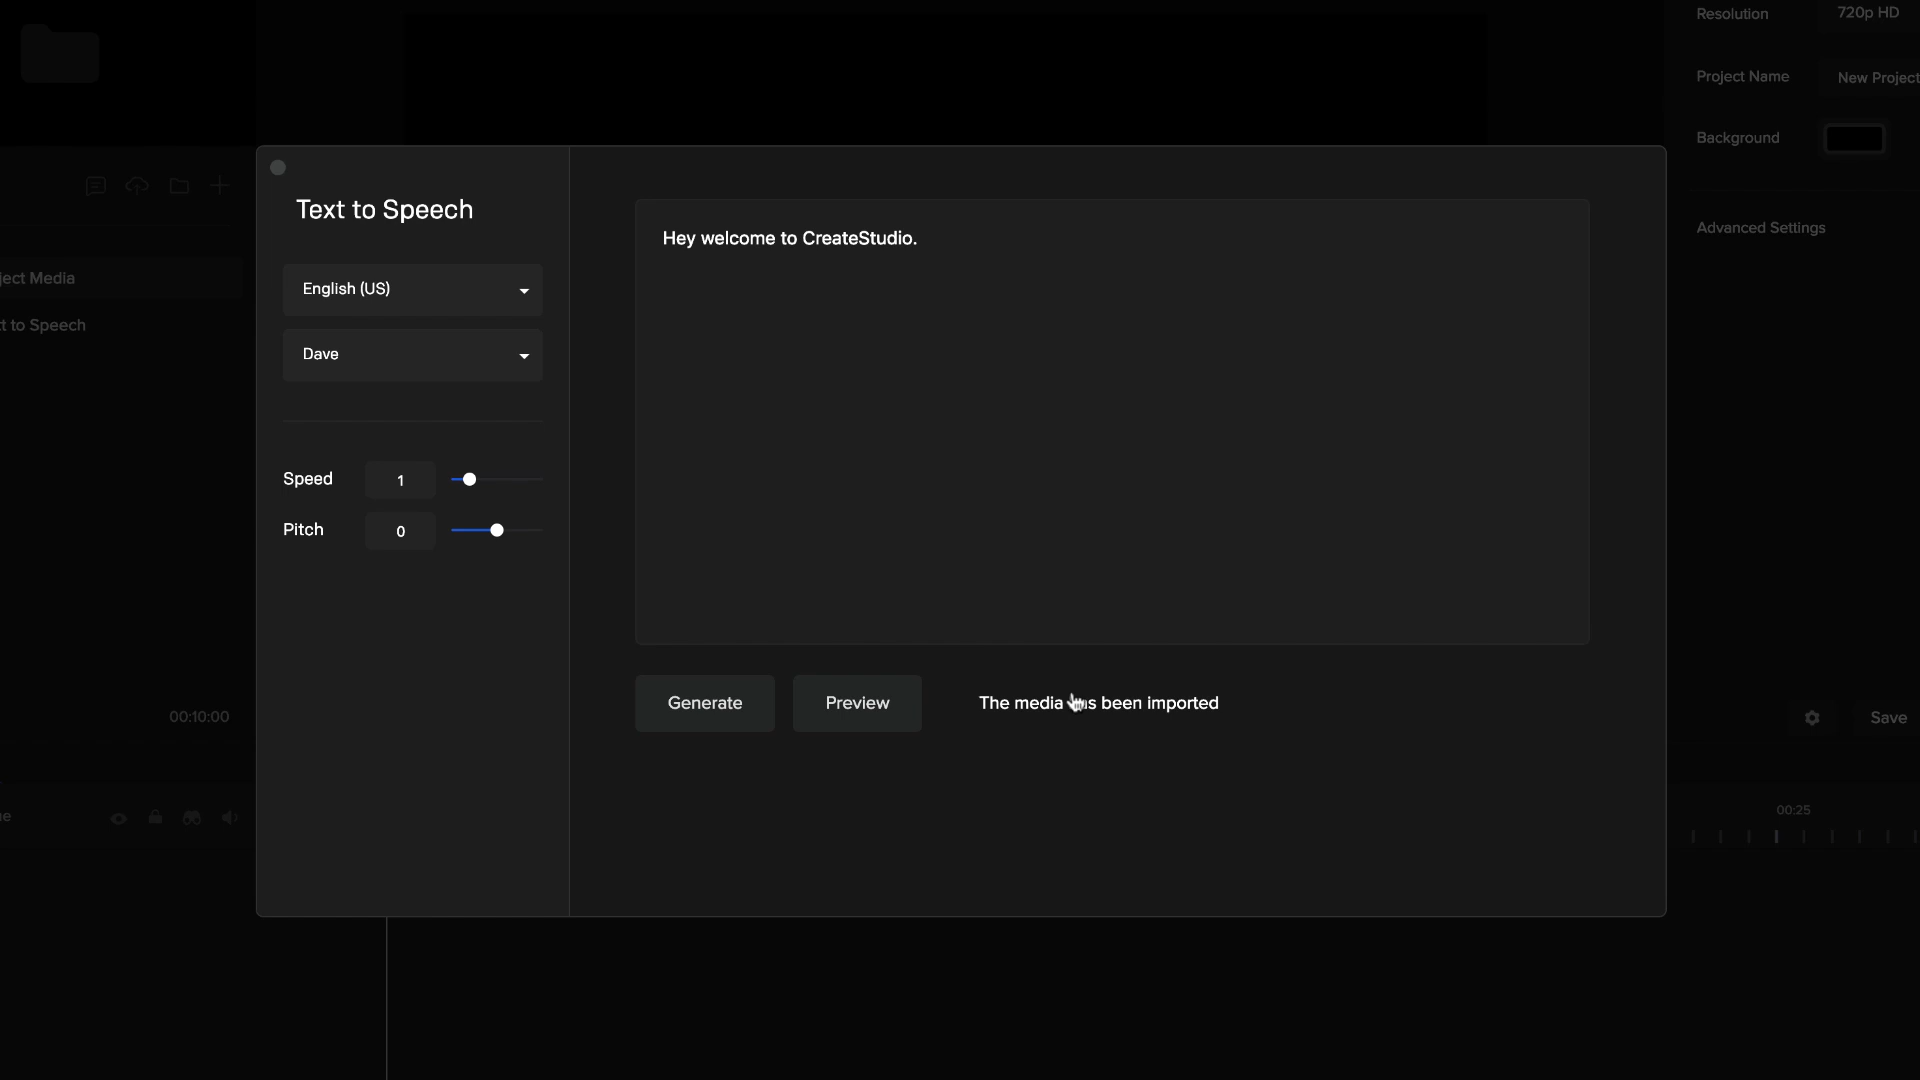 Resolution
720p HD
Project Name
New Project
Background
Advanced Settings
ject Media
t to Speech
Text to Speech
English (US)
Dave
Speed
1
Pitch
0
Hey welcome to CreateStudio.
Generate
Preview
The media has been imported
00:10:00
Save
00:25